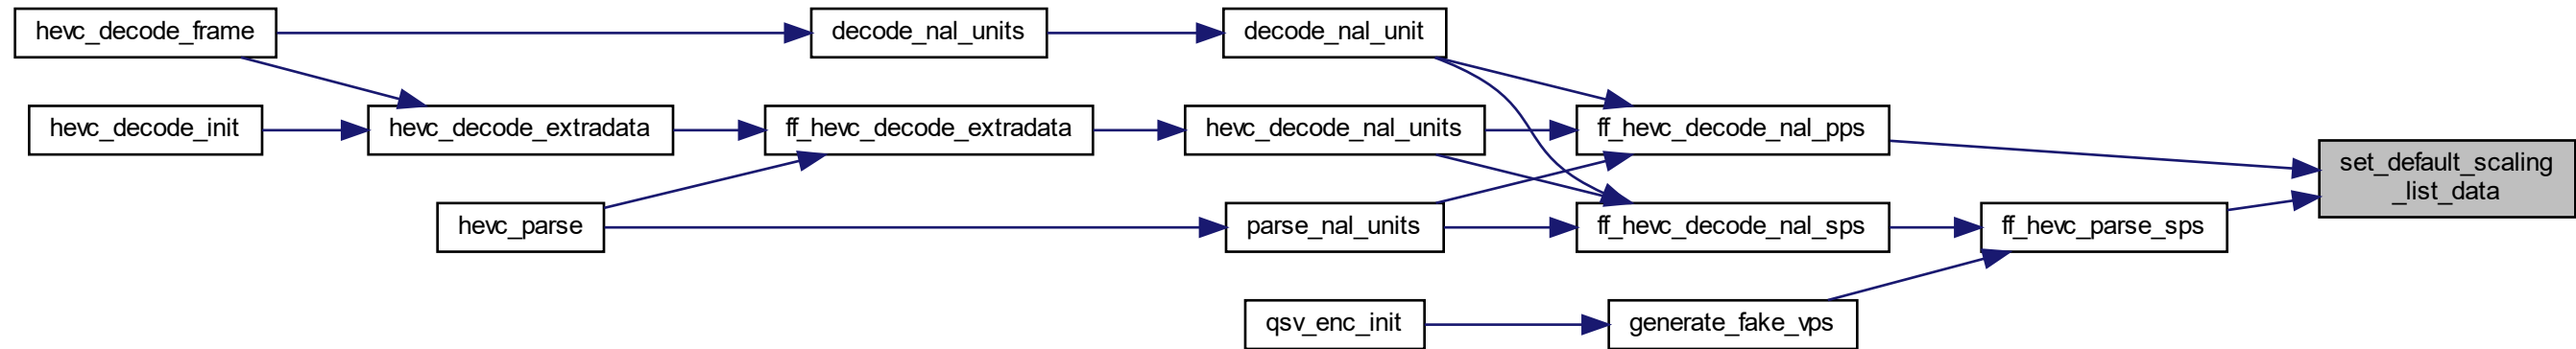 hevc_decode_frame
decode_nal_units
decode_nal_unit
hevc_decode_init
hevc_decode_extradata
ff_hevc_decode_extradata
hevc_decode_nal_units
ff_hevc_decode_nal_pps
set_default_scaling
_list_data
hevc_parse
parse_nal_units
ff_hevc_decode_nal_sps
ff_hevc_parse_sps
qsv_enc_init
generate_fake_vps